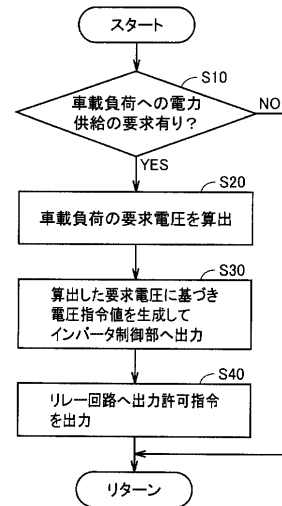 スタート
S10
車載負荷への電力
供給の要求有り？
NO
YES
S20
車載負荷の要求電圧を算出
S30
算出した要求電圧に基づき
電圧指令値を生成して
インバータ制御部へ出力
S40
リレー回路へ出力許可指令
を出力
リターン